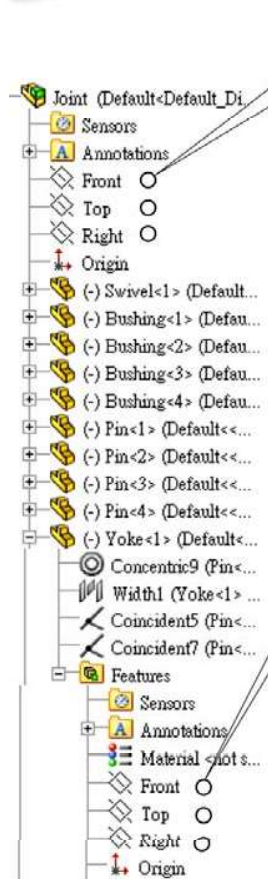 Joint (Default<Default_Di...
Sensors
Annotations
Front
Top
Right
Origin
(-) Swivel<1> (Default...
(-) Bushing<1> (Defau...
(-) Bushing<2> (Defau...
(-) Bushing<3> (Defau...
(-) Bushing<4> (Defau...
(-) Pin<1> (Default<<...
(-) Pin<2> (Default<<...
(-) Pin<3> (Default<<...
(-) Pin<4> (Default<<...
(-) Yoke<1> (Default<...
Concentric9 (Pin<...
Width1 (Yoke<1> ...
Coincident5 (Pin<...
Coincident7 (Pin<...
Features
Sensors
Annotations
Material <not s...
Front
Top
Right
Origin